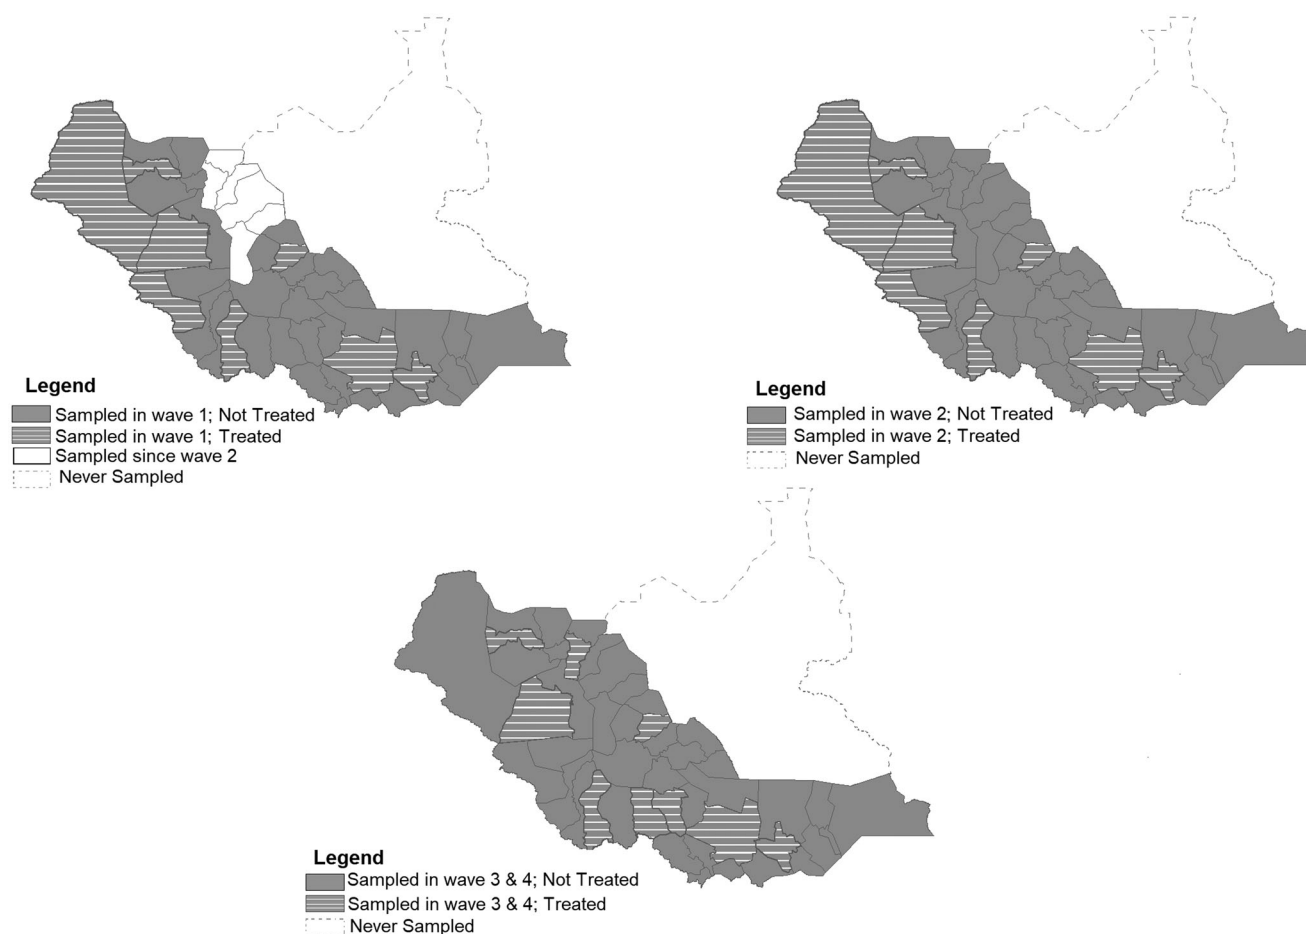 Legend
Sampled in wave 1; Not Treated
Sampled in wave 1; Treated
Sampled since wave 2
Never Sampled
Legend
Sampled in wave 2; Not Treated
Sampled in wave 2; Treated
Never Sampled
Legend
Sampled in wave 3 & 4; Not Treated
Sampled in wave 3 & 4; Treated
Never Sampled